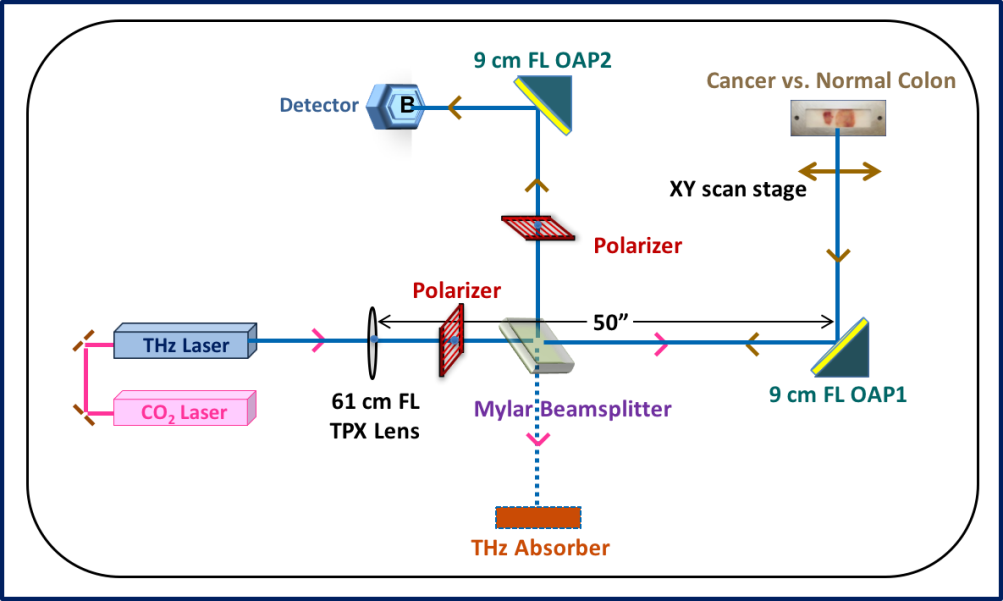 9 cm FL OAP2
Cancer vs. Normal Colon
Detector
B
XY scan stage
Polarizer
Polarizer
50”
THz Laser
CO₂ Laser
61 cm FL
TPX Lens
Mylar Beamsplitter
9 cm FL OAP1
THz Absorber